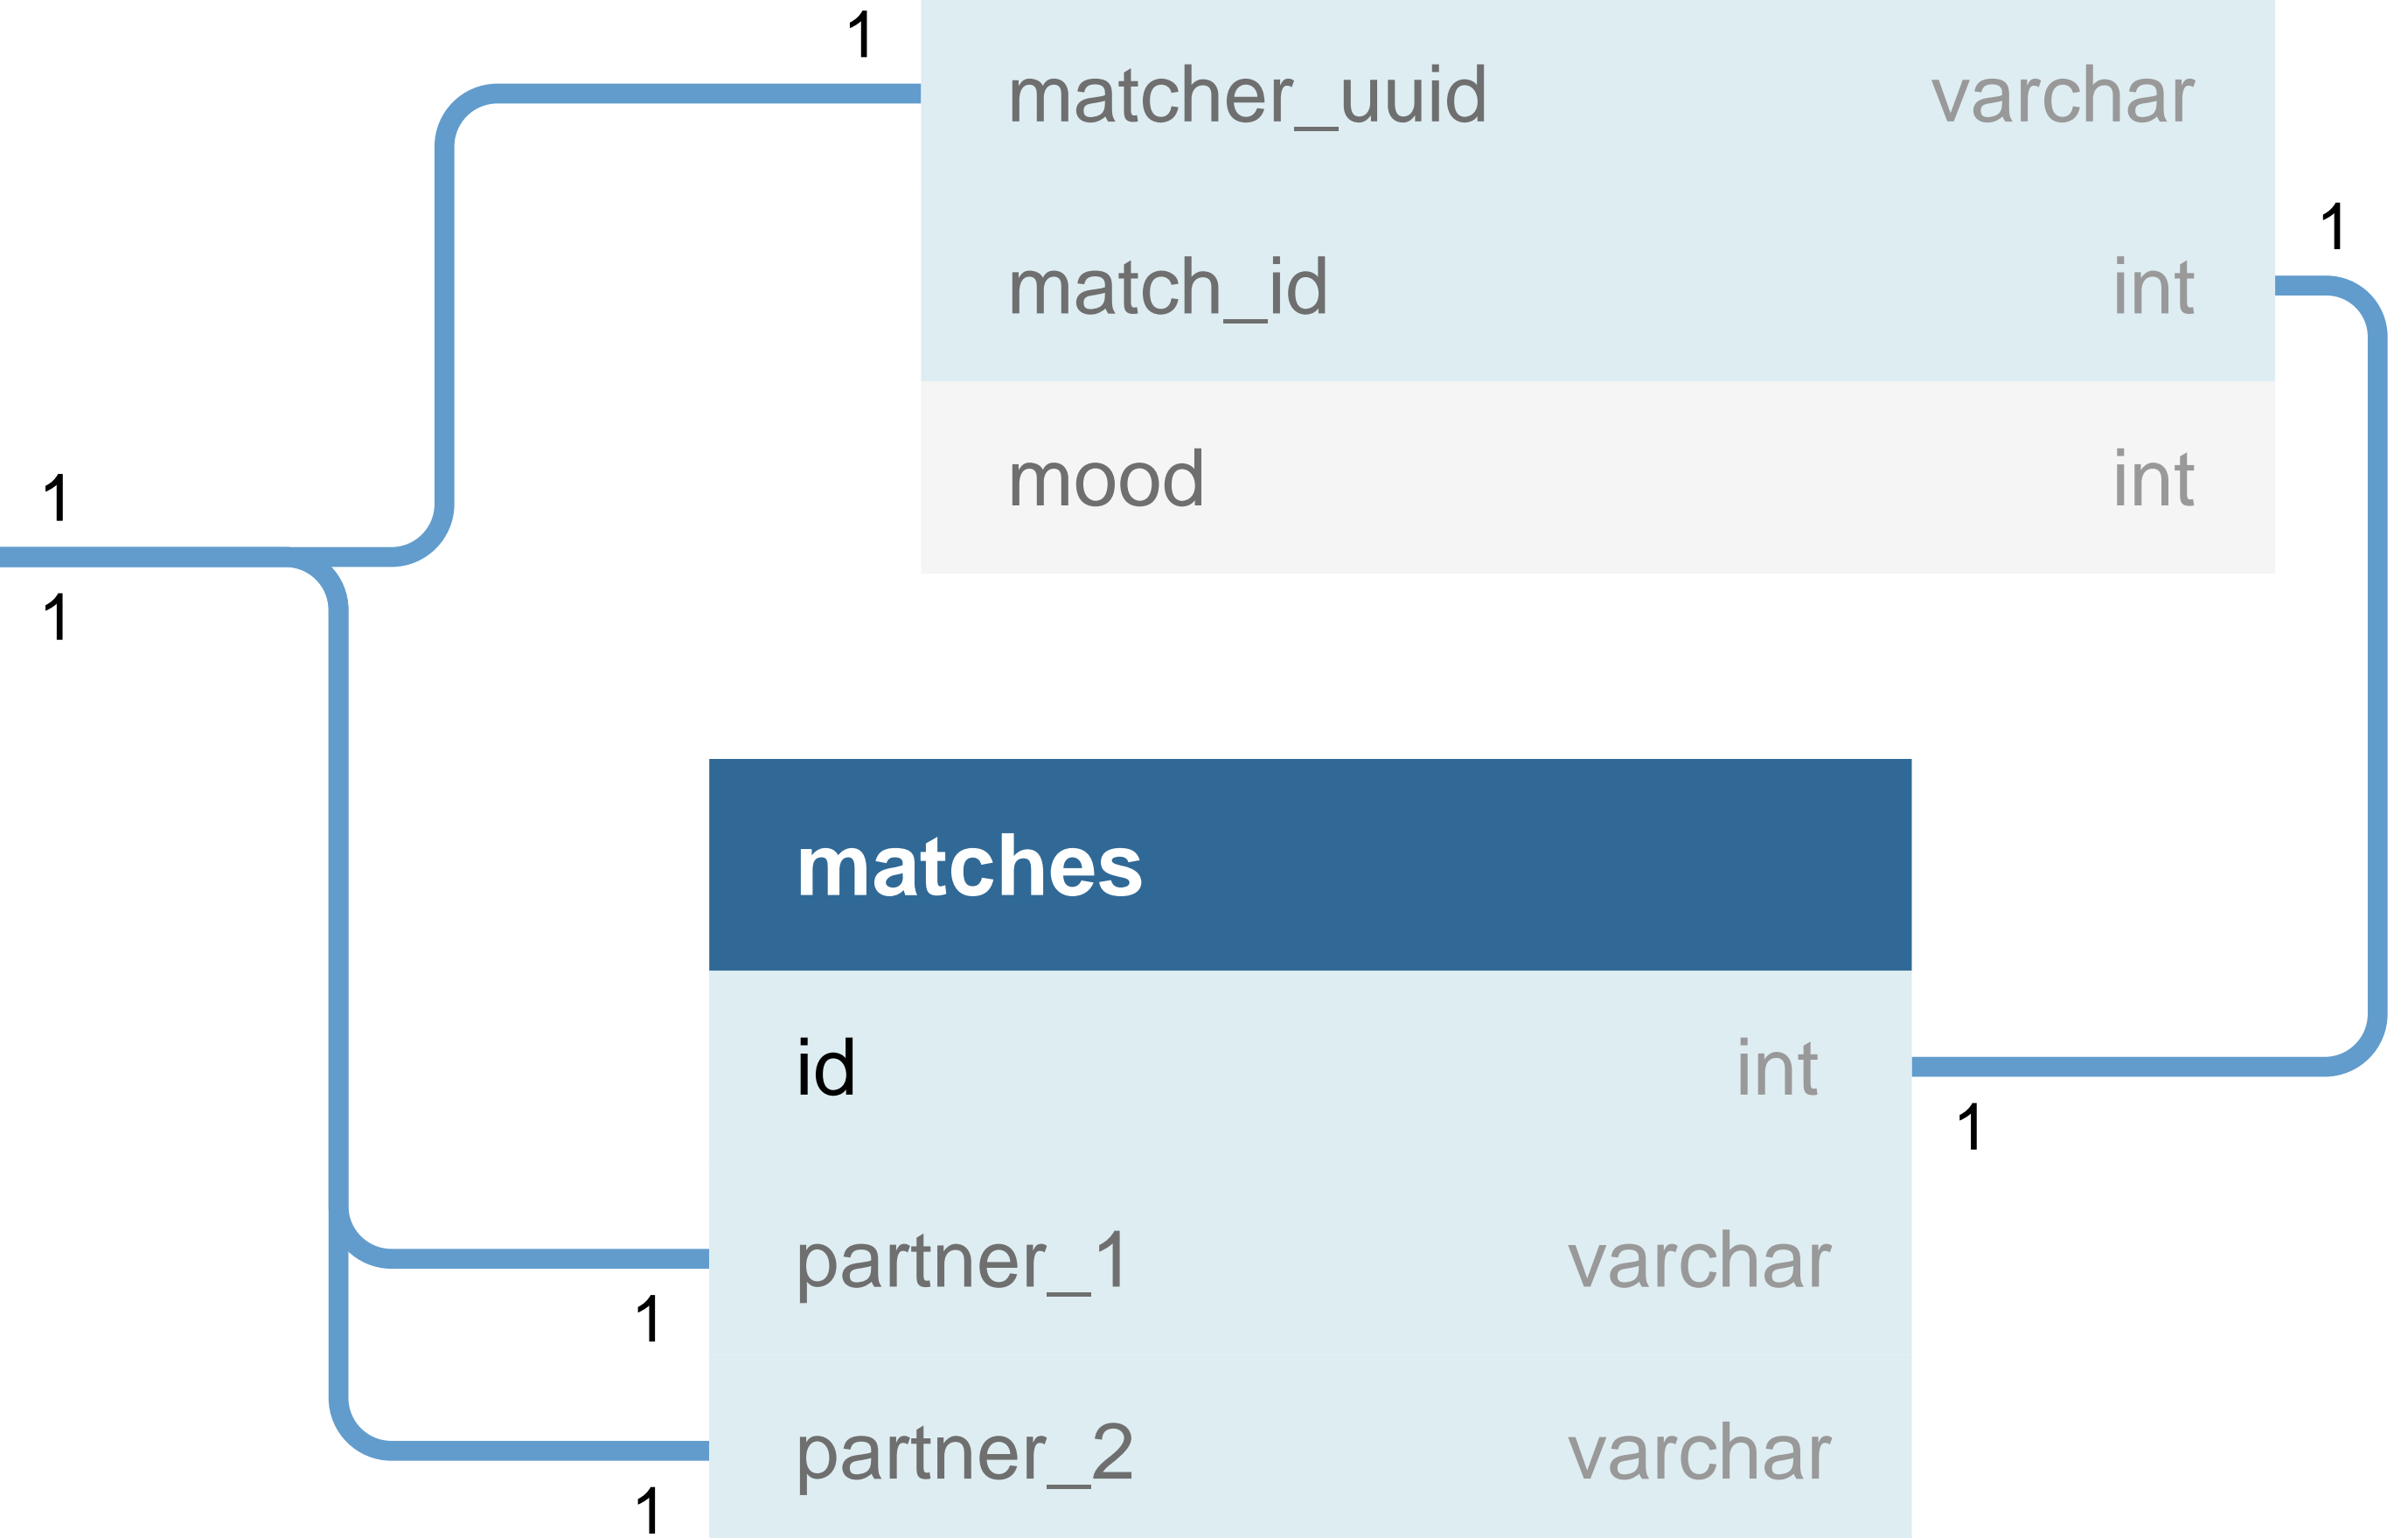 1
matcher_uuid varchar
1
match_id int
1
mood int
1
matches
id int
1
partner_1 varchar
1
partner_2 varchar
1